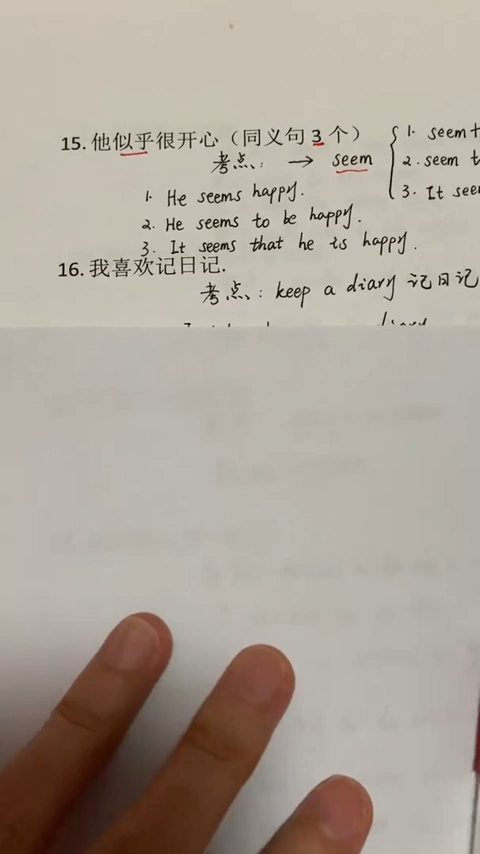 15. 他似乎很开心（同义句 3 个）
考点： → seem
1. seem
2. seem
3. It
1. He seems happy.
2. He seems to be happy.
3. It seems that he is happy.
16. 我喜欢记日记.
考点：keep a diary 记日记
diary